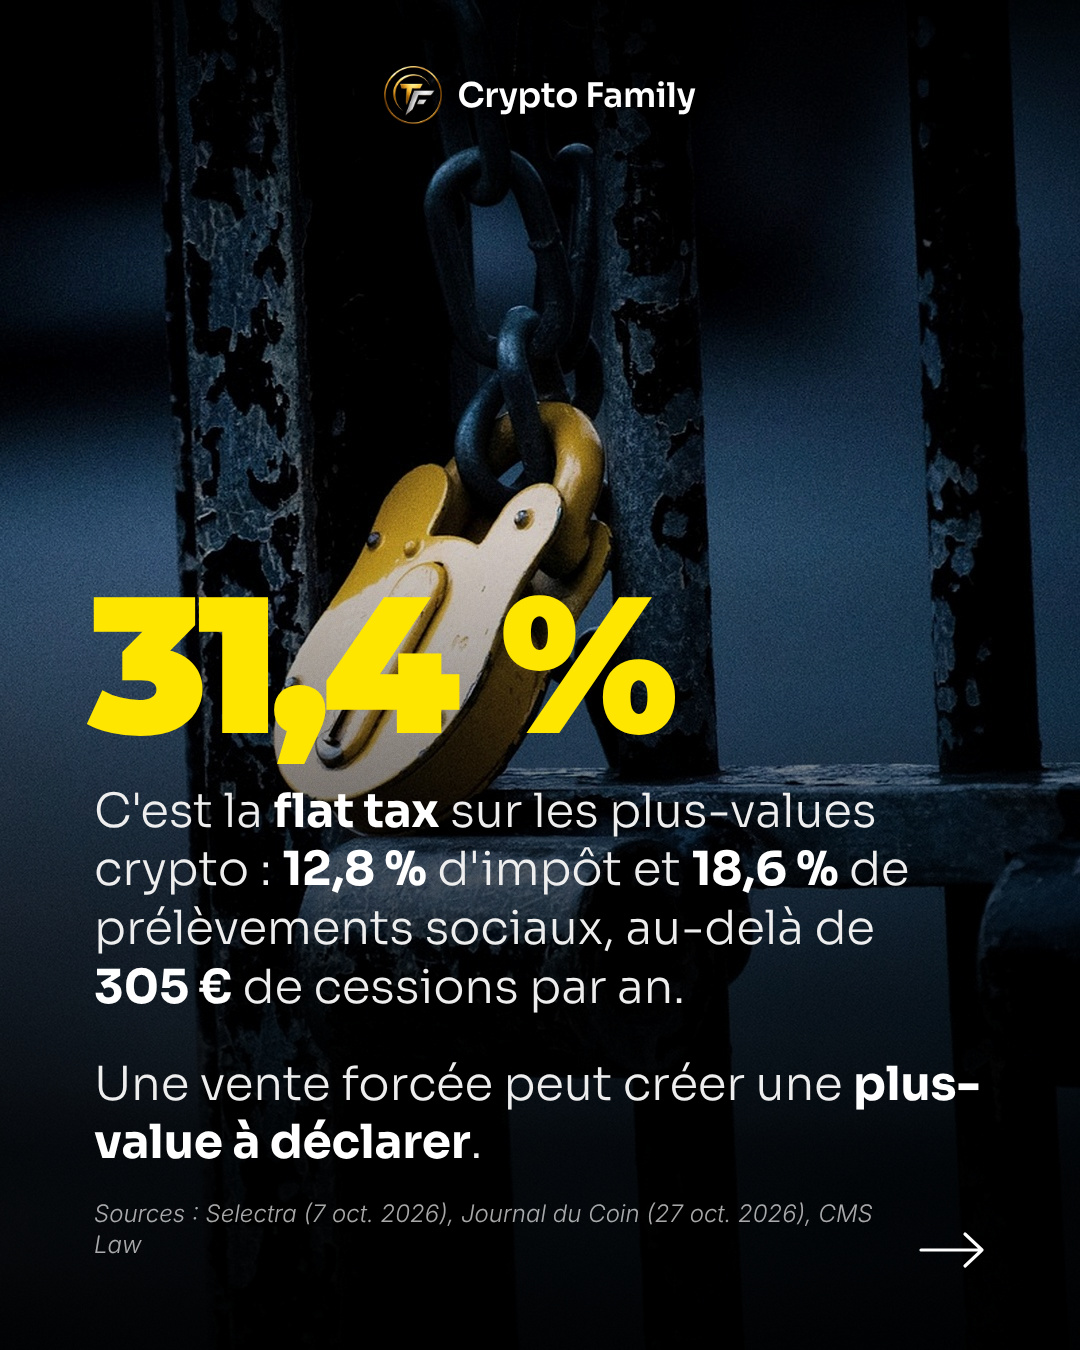 Crypto Family
31,4 %
C'est la flat tax sur les plus-values
crypto : 12,8 % d'impôt et 18,6 % de
prélèvements sociaux, au-delà de
305 € de cessions par an.
Une vente forcée peut créer une plus-
value à déclarer.
Sources : Selectra (7 oct. 2026), Journal du Coin (27 oct. 2026), CMS
Law